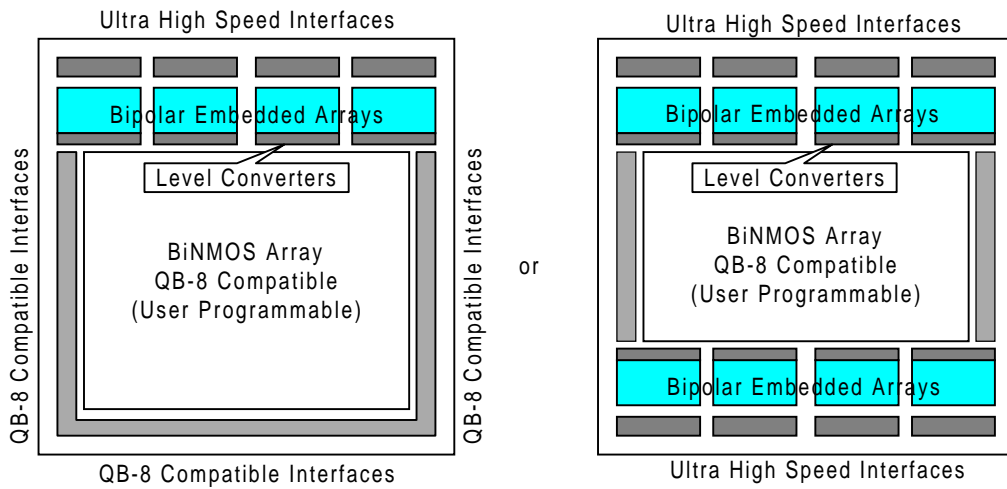 Ultra High Speed Interfaces
Bipolar Embedded Arrays
Level Converters
QB-8 Compatible Interfaces
BiNMOS Array
QB-8 Compatible
(User Programmable)
QB-8 Compatible Interfaces
QB-8 Compatible Interfaces
or
Ultra High Speed Interfaces
Bipolar Embedded Arrays
Level Converters
BiNMOS Array
QB-8 Compatible
(User Programmable)
Bipolar Embedded Arrays
Ultra High Speed Interfaces